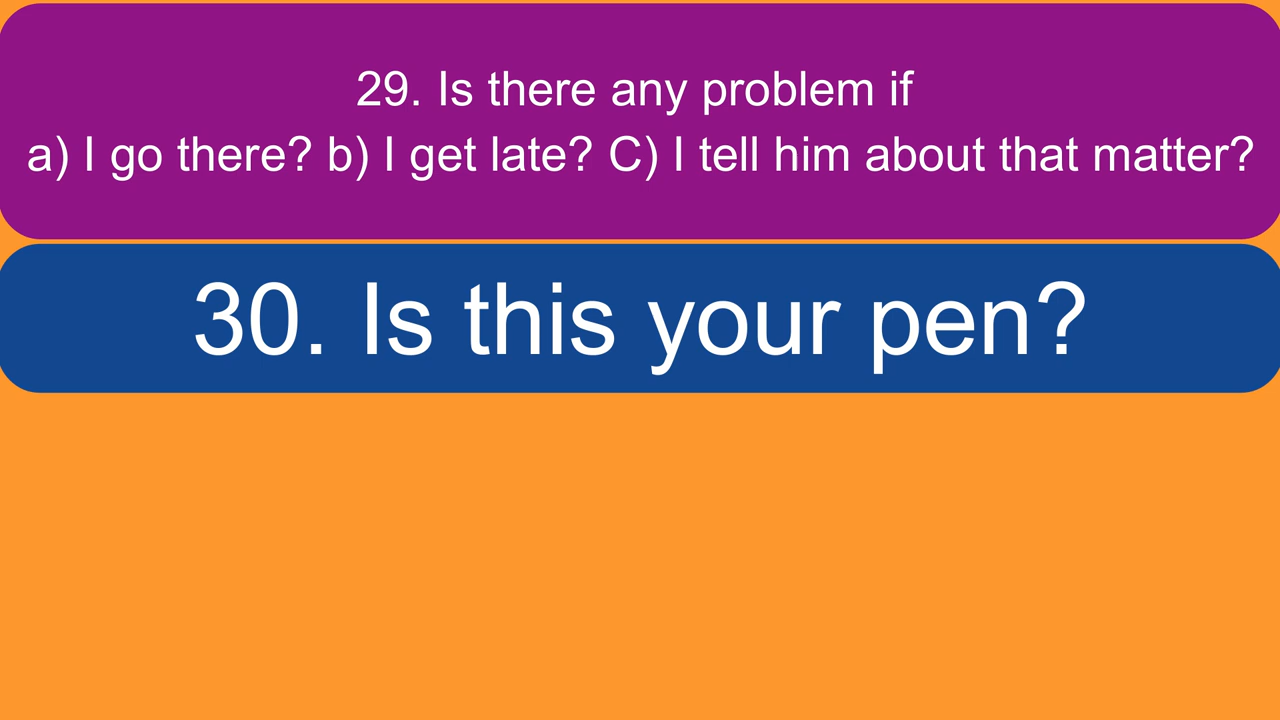 29. Is there any problem if
a) I go there? b) I get late? C) I tell him about that matter?
30. Is this your pen?